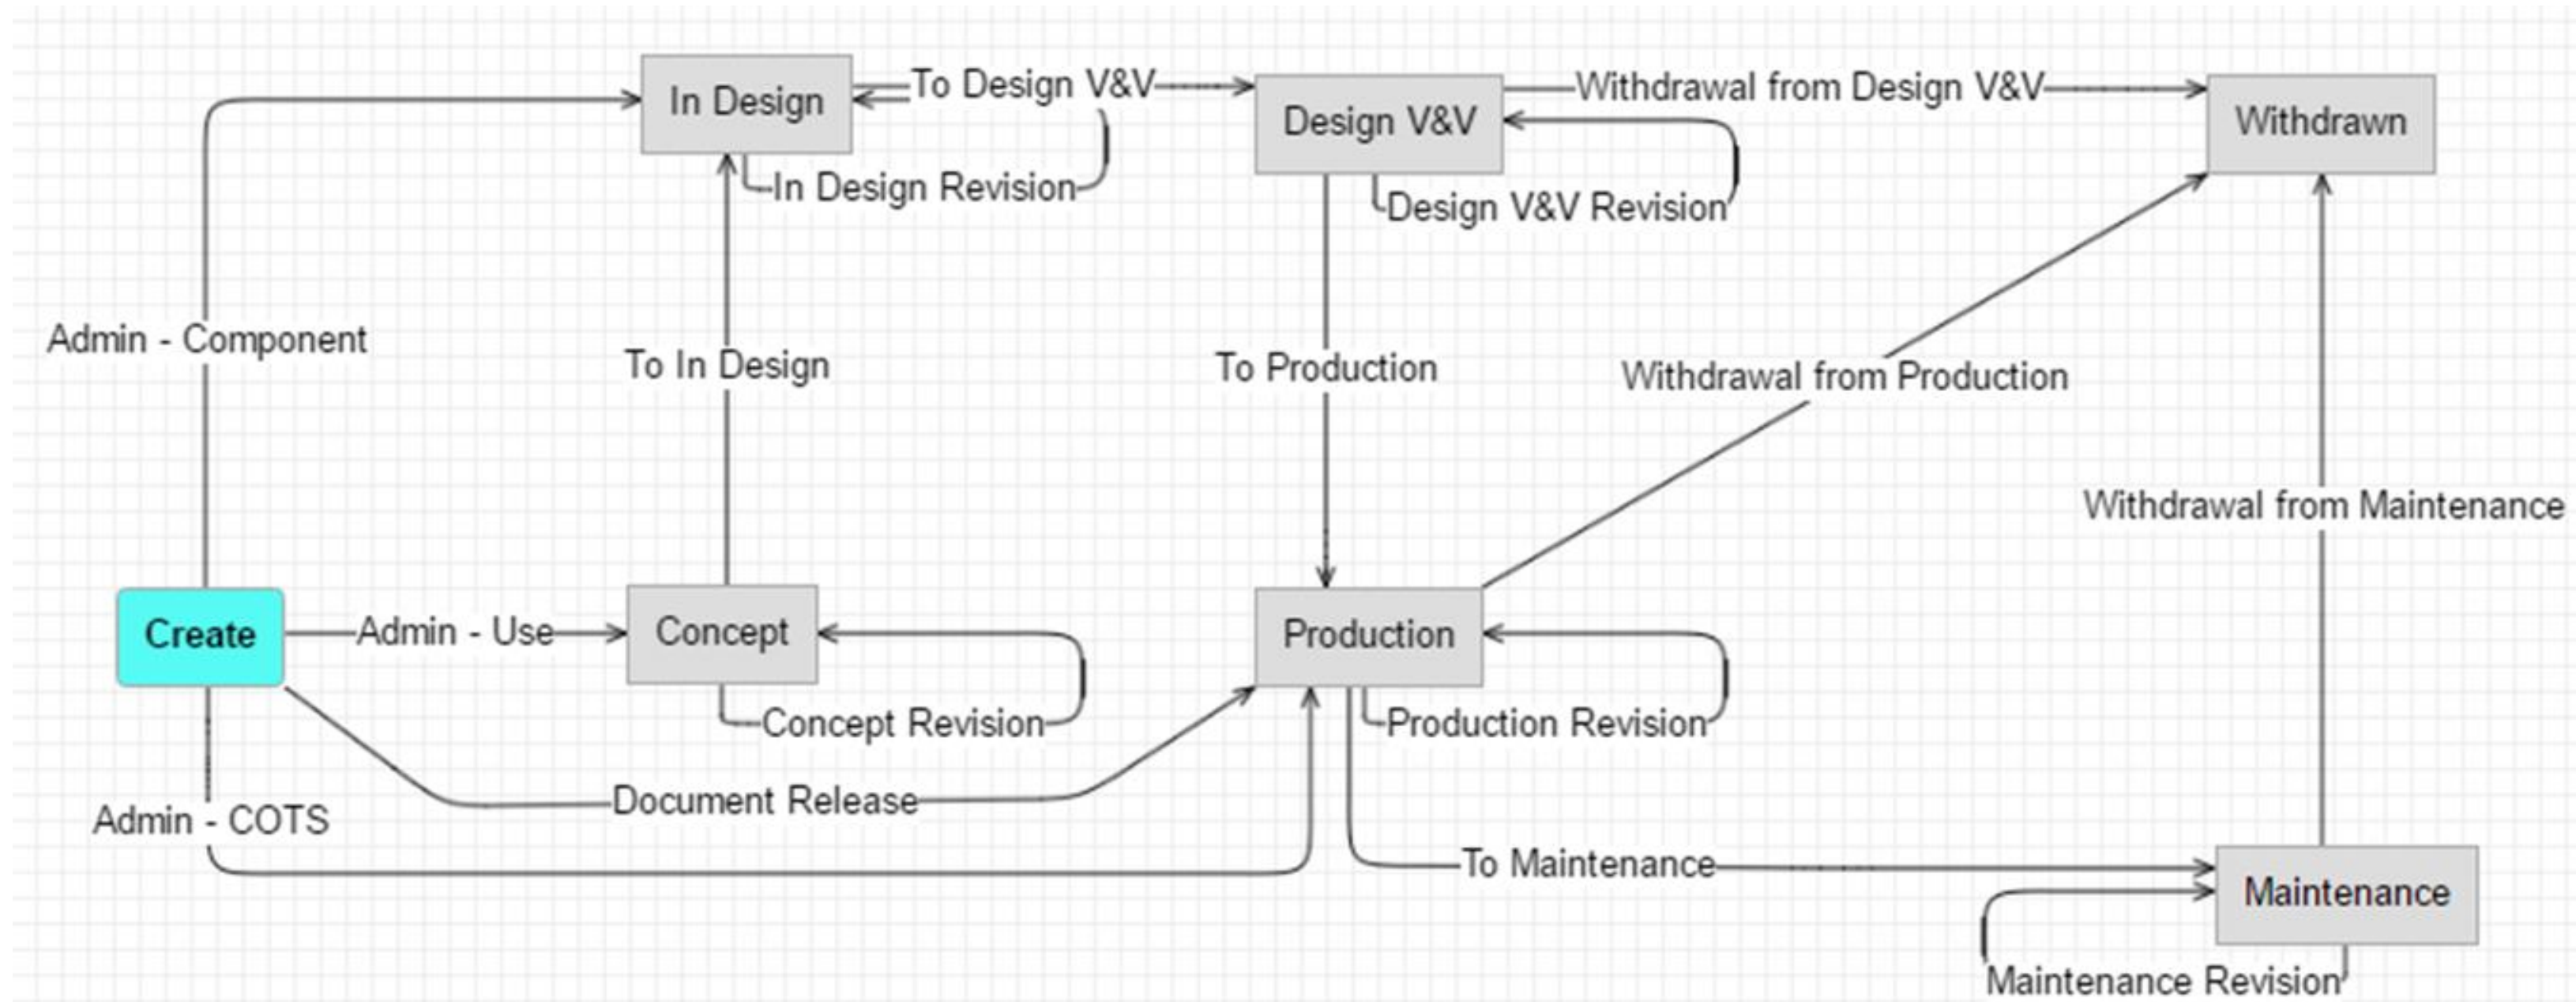 In Design
To Design V&V
Withdrawal from Design V&V
Design V&V
Withdrawn
In Design Revision
Design V&V Revision
Admin - Component
To In Design
To Production
Withdrawal from Production
Withdrawal from Maintenance
Create
Admin - Use
Concept
Production
Concept Revision
Production Revision
Document Release
Admin - COTS
To Maintenance
Maintenance
Maintenance Revision